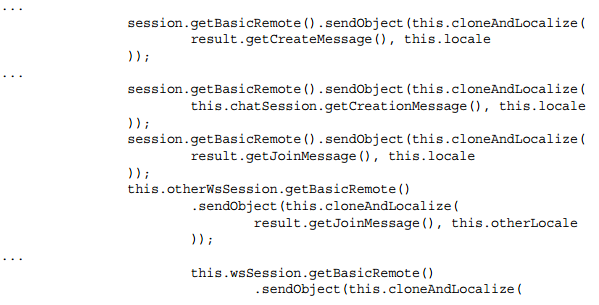 ...
session.getBasicRemote().sendObject(this.cloneAndLocalize(
result.getCreateMessage(), this.locale
));
...
session.getBasicRemote().sendObject(this.cloneAndLocalize(
this.chatSession.getCreationMessage(), this.locale
));
session.getBasicRemote().sendObject(this.cloneAndLocalize(
result.getJoinMessage(), this.locale
));
this.otherWsSession.getBasicRemote()
.sendObject(this.cloneAndLocalize(
result.getJoinMessage(), this.otherLocale
));
...
this.wsSession.getBasicRemote()
.sendObject(this.cloneAndLocalize(